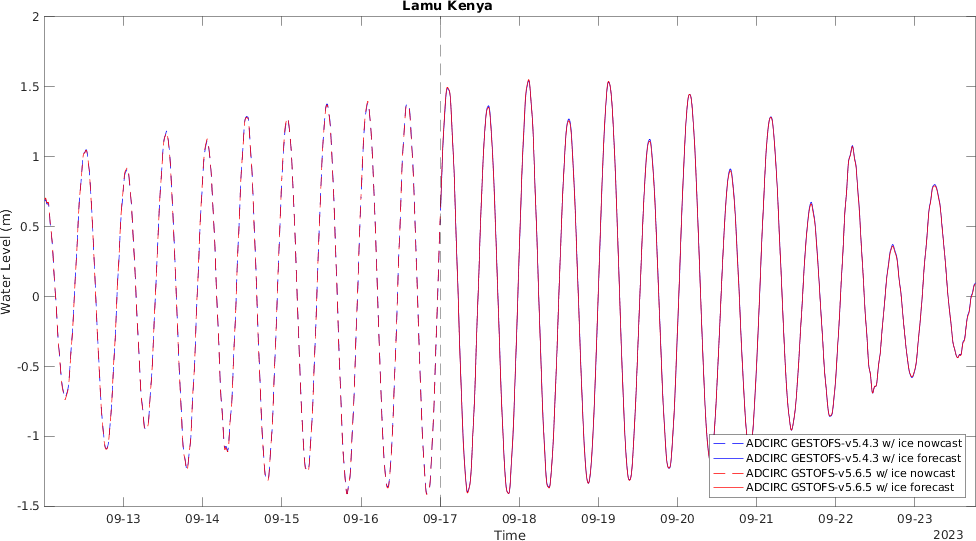 Lamu Kenya
2
1.5
1
0.5
0
-0.5
-1
-1.5
Water Level (m)
ADCIRC GESTOFS-v5.4.3 w/ ice nowcast
ADCIRC GESTOFS-v5.4.3 w/ ice forecast
ADCIRC GSTOFS-v5.6.5 w/ ice nowcast
ADCIRC GSTOFS-v5.6.5 w/ ice forecast
09-13 09-14 09-15 09-16 09-17 09-18 09-19 09-20 09-21 09-22 09-23
Time
2023